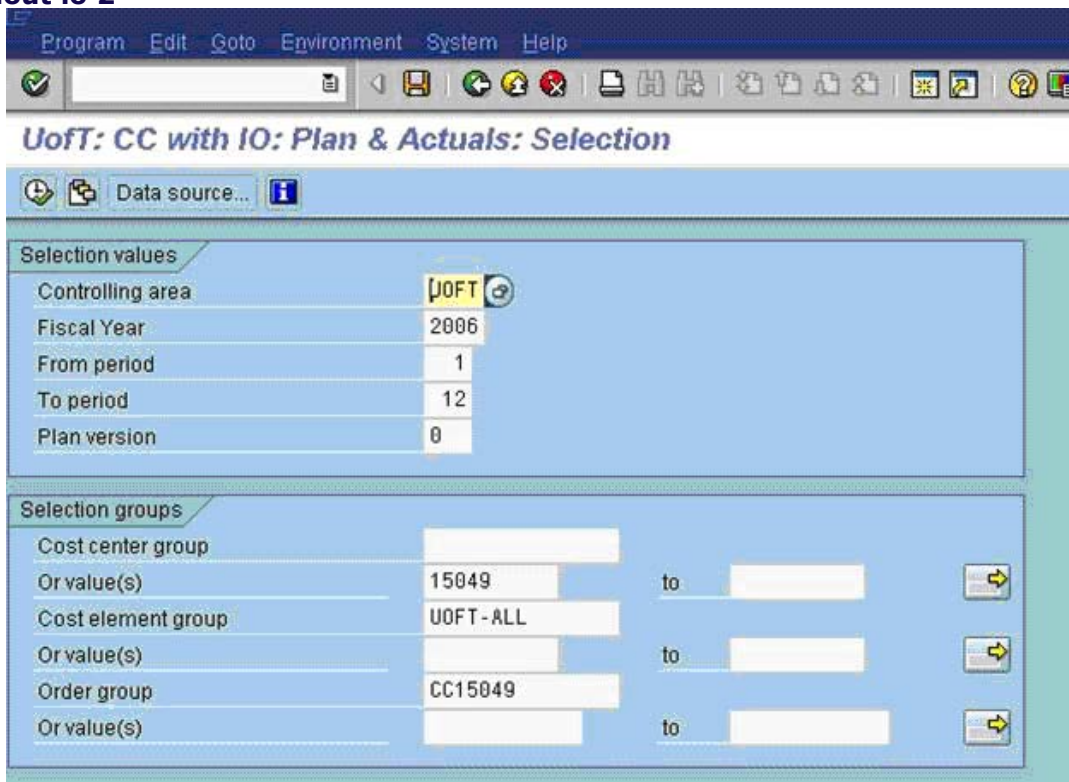 Program Edit Goto Environment System Help
UofT: CC with IO: Plan & Actuals: Selection
Data source...
Selection values
Controlling area UOFT
Fiscal Year 2006
From period 1
To period 12
Plan version 0
Selection groups
Cost center group
Or value(s) 15049 to
Cost element group UOFT-ALL
Or value(s) to
Order group CC15049
Or value(s) to